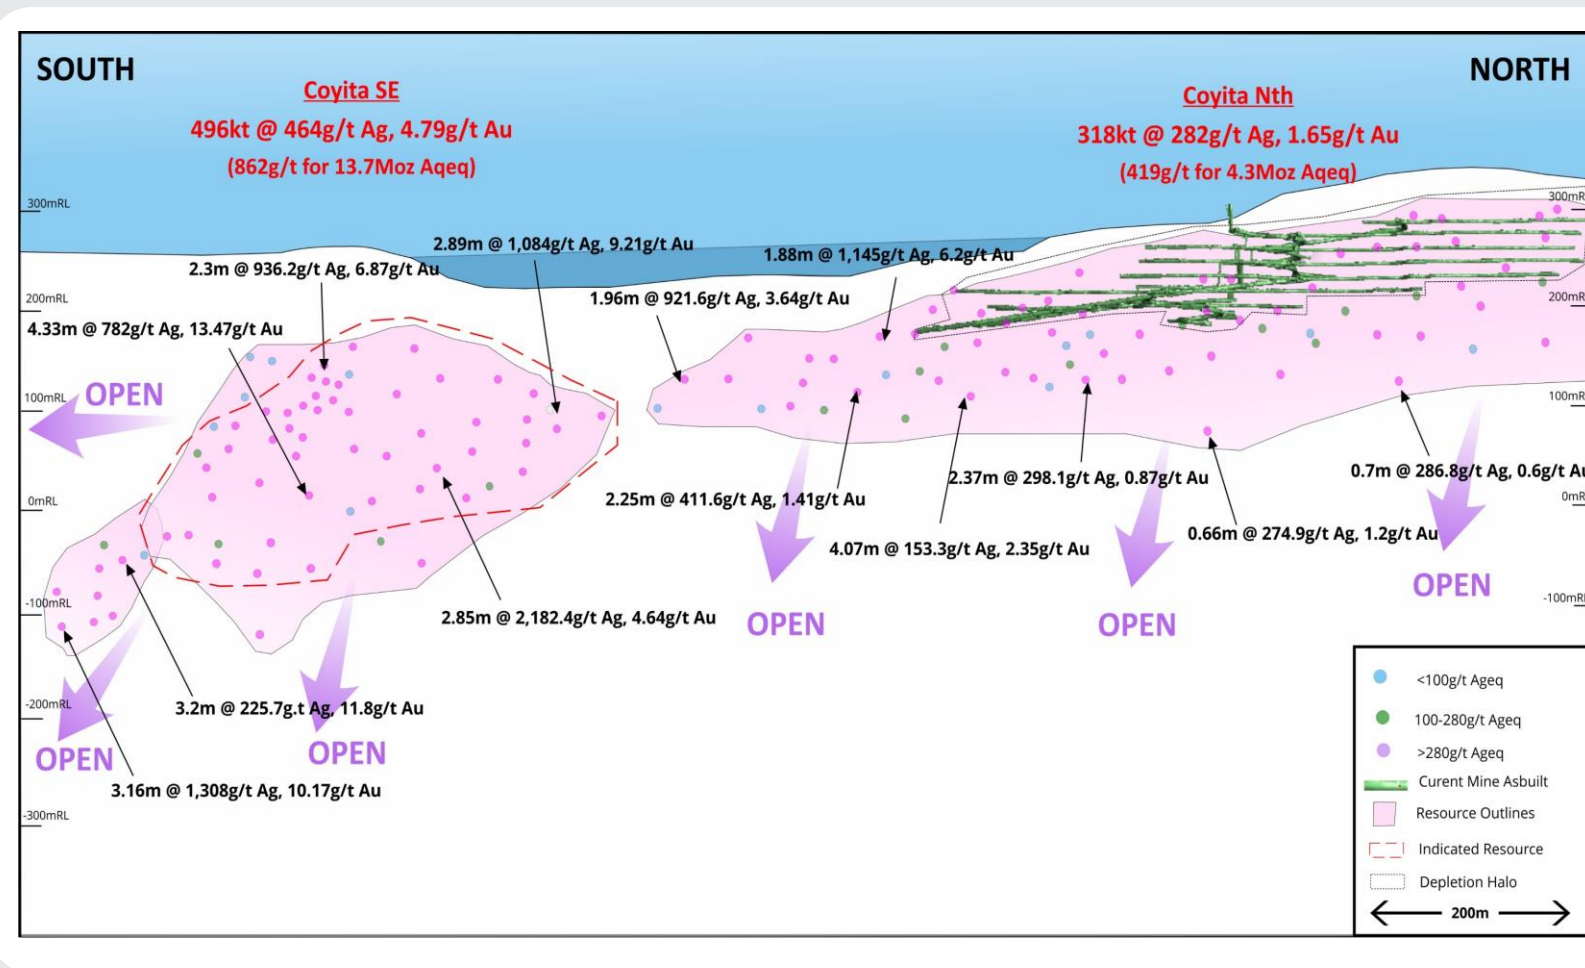 SOUTH
NORTH
Coyita SE
496kt @ 464g/t Ag, 4.79g/t Au
(862g/t for 13.7Moz Aqeq)
Coyita Nth
318kt @ 282g/t Ag, 1.65g/t Au
(419g/t for 4.3Moz Aqeq)
300mRL
300mR
2.89m @ 1,084g/t Ag, 9.21g/t Au
1.88m @ 1,145g/t Ag, 6.2g/t Au
2.3m @ 936.2g/t Ag, 6.87g/t Au
1.96m @ 921.6g/t Ag, 3.64g/t Au
200mRL
200mR
4.33m @ 782g/t Ag, 13.47g/t Au
OPEN
100mRL
100mR
0.7m @ 286.8g/t Ag, 0.6g/t Au
2.37m @ 298.1g/t Ag, 0.87g/t Au
2.25m @ 411.6g/t Ag, 1.41g/t Au
0mRL
0mR
0.66m @ 274.9g/t Ag, 1.2g/t Au
4.07m @ 153.3g/t Ag, 2.35g/t Au
OPEN
-100mRL
-100mRL
2.85m @ 2,182.4g/t Ag, 4.64g/t Au
OPEN
OPEN
-200mRL
3.2m @ 225.7g.t Ag, 11.8g/t Au
OPEN
OPEN
3.16m @ 1,308g/t Ag, 10.17g/t Au
-300mRL
<100g/t Ageq
100-280g/t Ageq
>280g/t Ageq
Curent Mine Asbuilt
Resource Outlines
Indicated Resource
Depletion Halo
200m